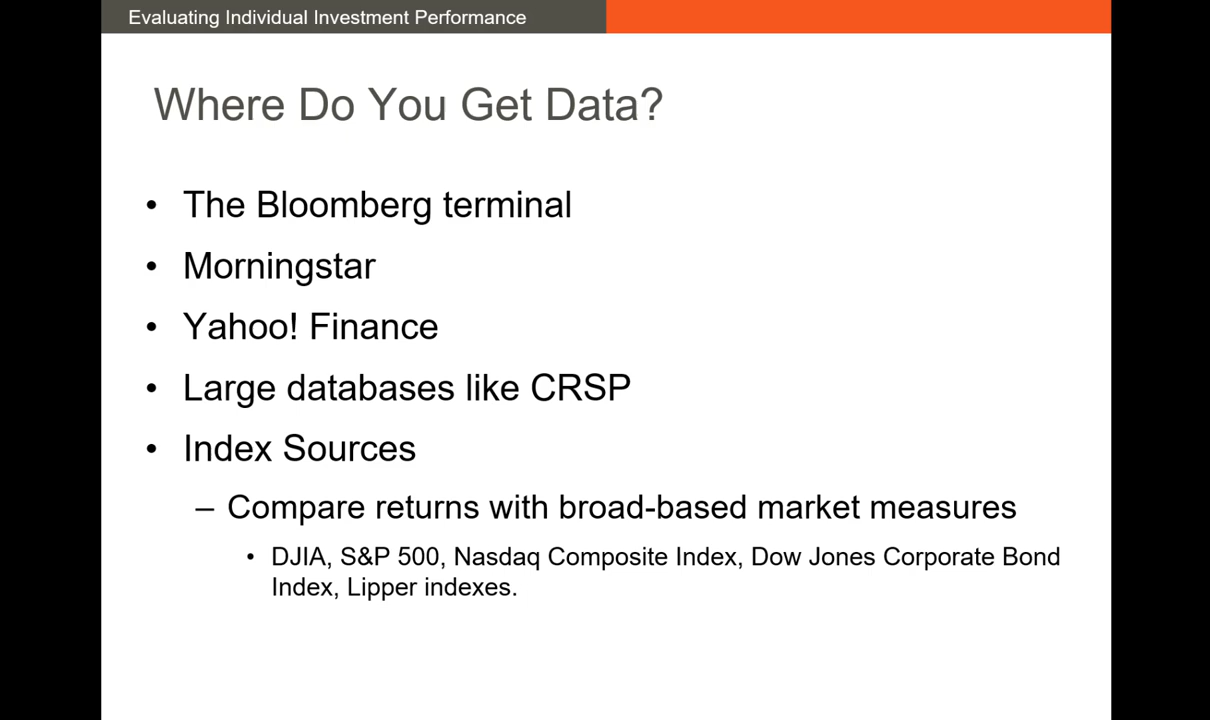 Evaluating Individual Investment Performance
Where Do You Get Data?
• The Bloomberg terminal
• Morningstar
• Yahoo! Finance
• Large databases like CRSP
• Index Sources
– Compare returns with broad-based market measures
• DJIA, S&P 500, Nasdaq Composite Index, Dow Jones Corporate Bond
Index, Lipper indexes.